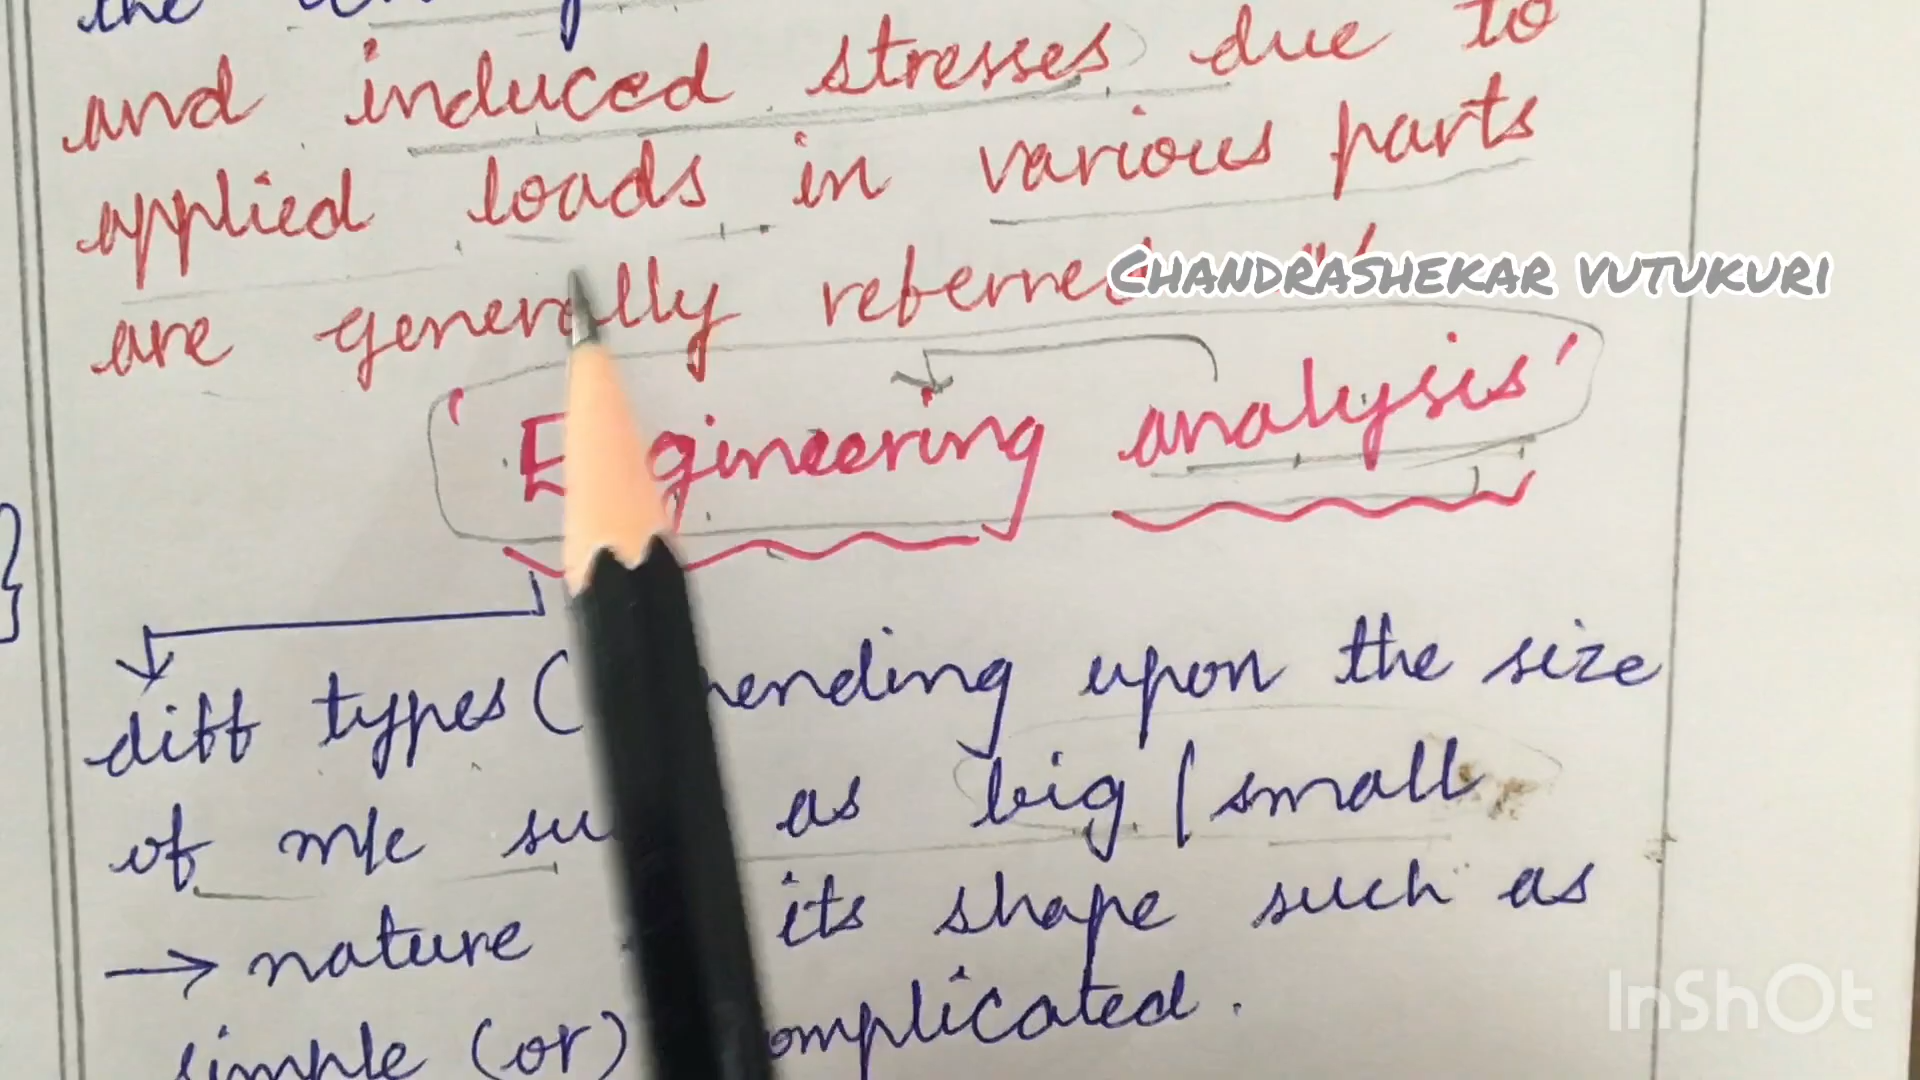 the
and induced stresses due to
applied loads in various parts
are generally referred as
CHANDRASHEKAR VUTUKURI
'Engineering analysis'
diff types (depending upon the size
of m/c such as big / small
→ nature its shape such as
simple (or) complicated.
InShOt